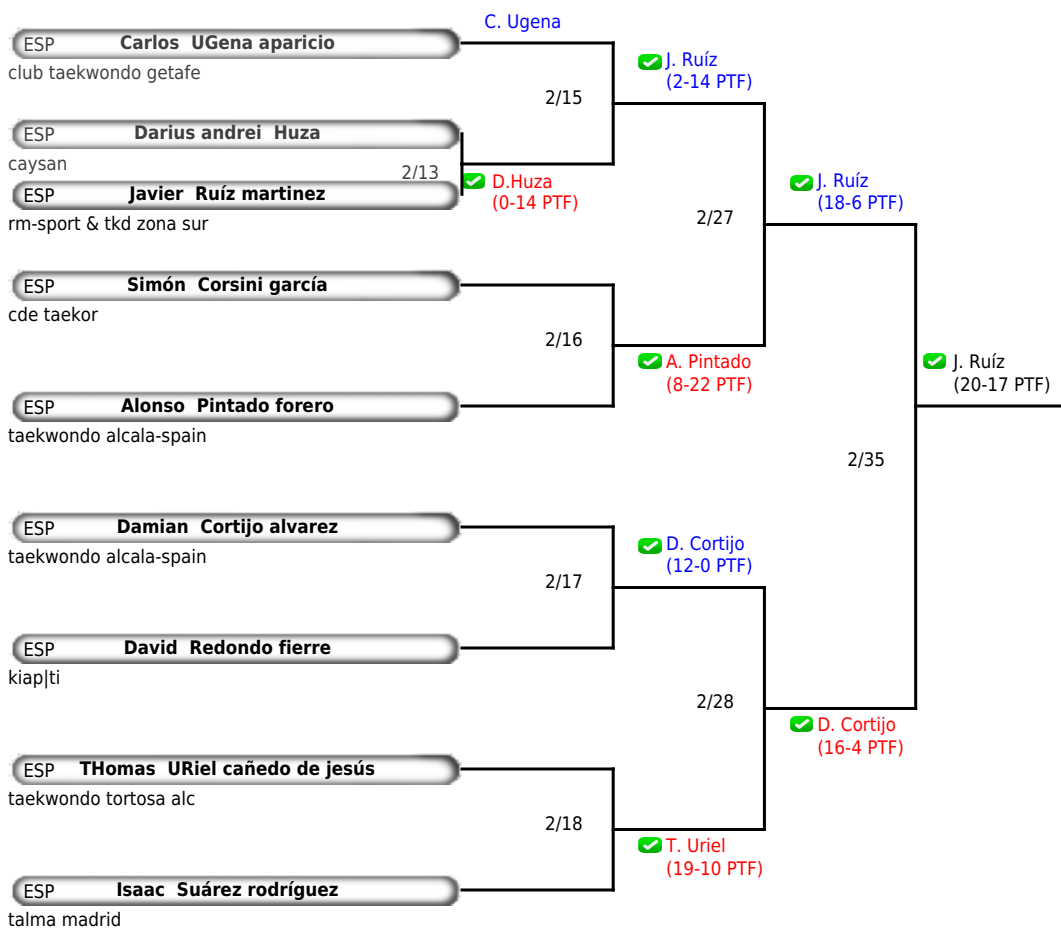 C. Ugena
ESP Carlos UGena aparicio
club taekwondo getafe
J. Ruíz
(2-14 PTF)
2/15
ESP Darius andrei Huza
caysan
2/13
D.Huza
(0-14 PTF)
ESP Javier Ruíz martinez
rm-sport & tkd zona sur
J. Ruíz
(18-6 PTF)
2/27
ESP Simón Corsini garcía
cde taekor
2/16
A. Pintado
(8-22 PTF)
J. Ruíz
(20-17 PTF)
ESP Alonso Pintado forero
taekwondo alcala-spain
2/35
ESP Damian Cortijo alvarez
taekwondo alcala-spain
D. Cortijo
(12-0 PTF)
2/17
ESP David Redondo fierre
kiap|ti
2/28
D. Cortijo
(16-4 PTF)
ESP THomas URiel cañedo de jesús
taekwondo tortosa alc
2/18
T. Uriel
(19-10 PTF)
ESP Isaac Suárez rodríguez
talma madrid